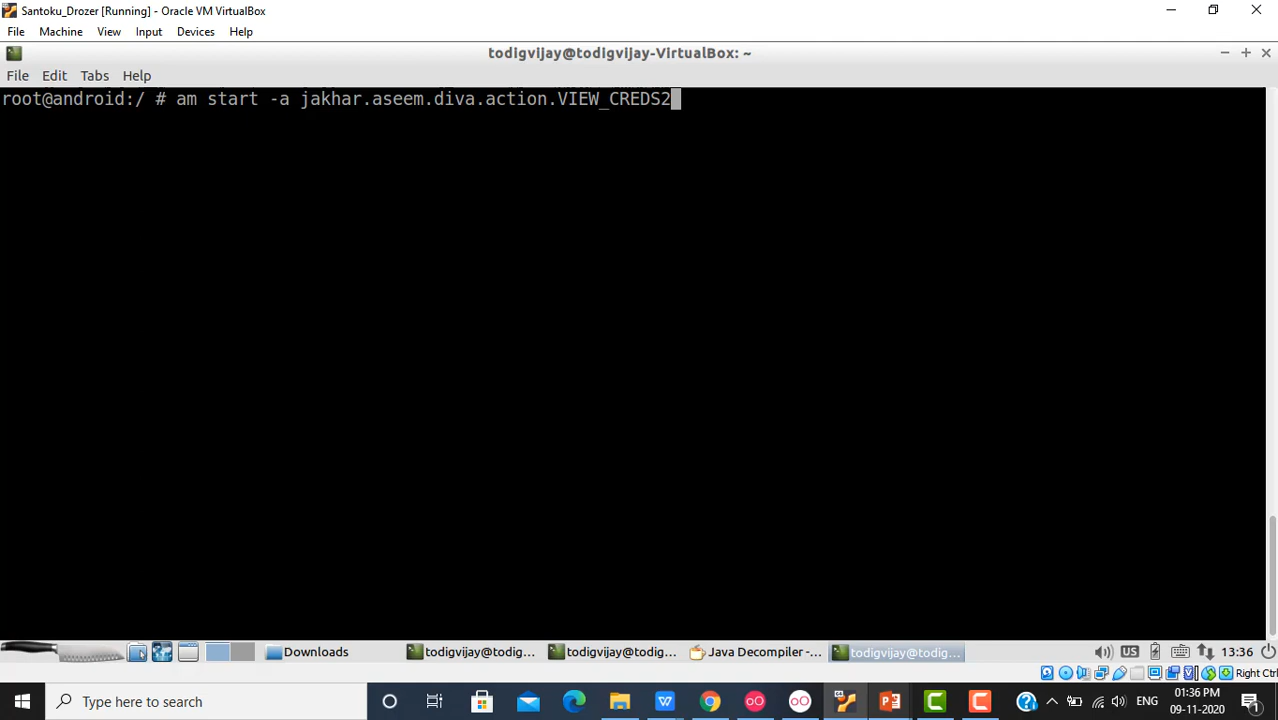 Santoku_Drozer [Running] - Oracle VM VirtualBox
File Machine View Input Devices Help
todigvijay@todigvijay-VirtualBox: ~
File Edit Tabs Help
root@android:/ # am start -a jakhar.aseem.diva.action.VIEW_CREDS2
Downloads todigvijay@todig... todigvijay@todig... Java Decompiler -... todigvijay@todig... US 13:36
Right Ctrl
Type here to search ENG 01:36 PM
09-11-2020